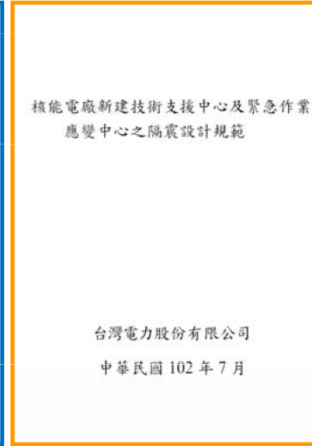 核能電廠新建技術支援中心及緊急作業
應變中心之隔震設計規範
台灣電力股份有限公司
中華民國 102 年 7 月